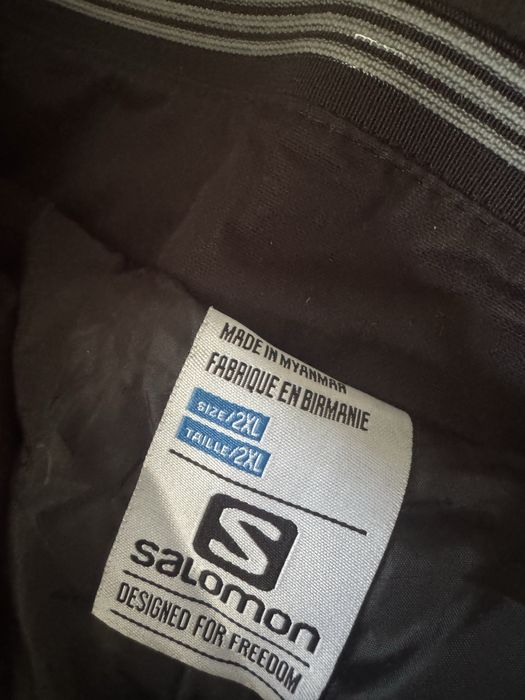 MADE IN MYANMAR
FABRIQUE EN BIRMANIE
SIZE/2XL
TAILLE/2XL
S
SALOMON
DESIGNED FOR FREEDOM